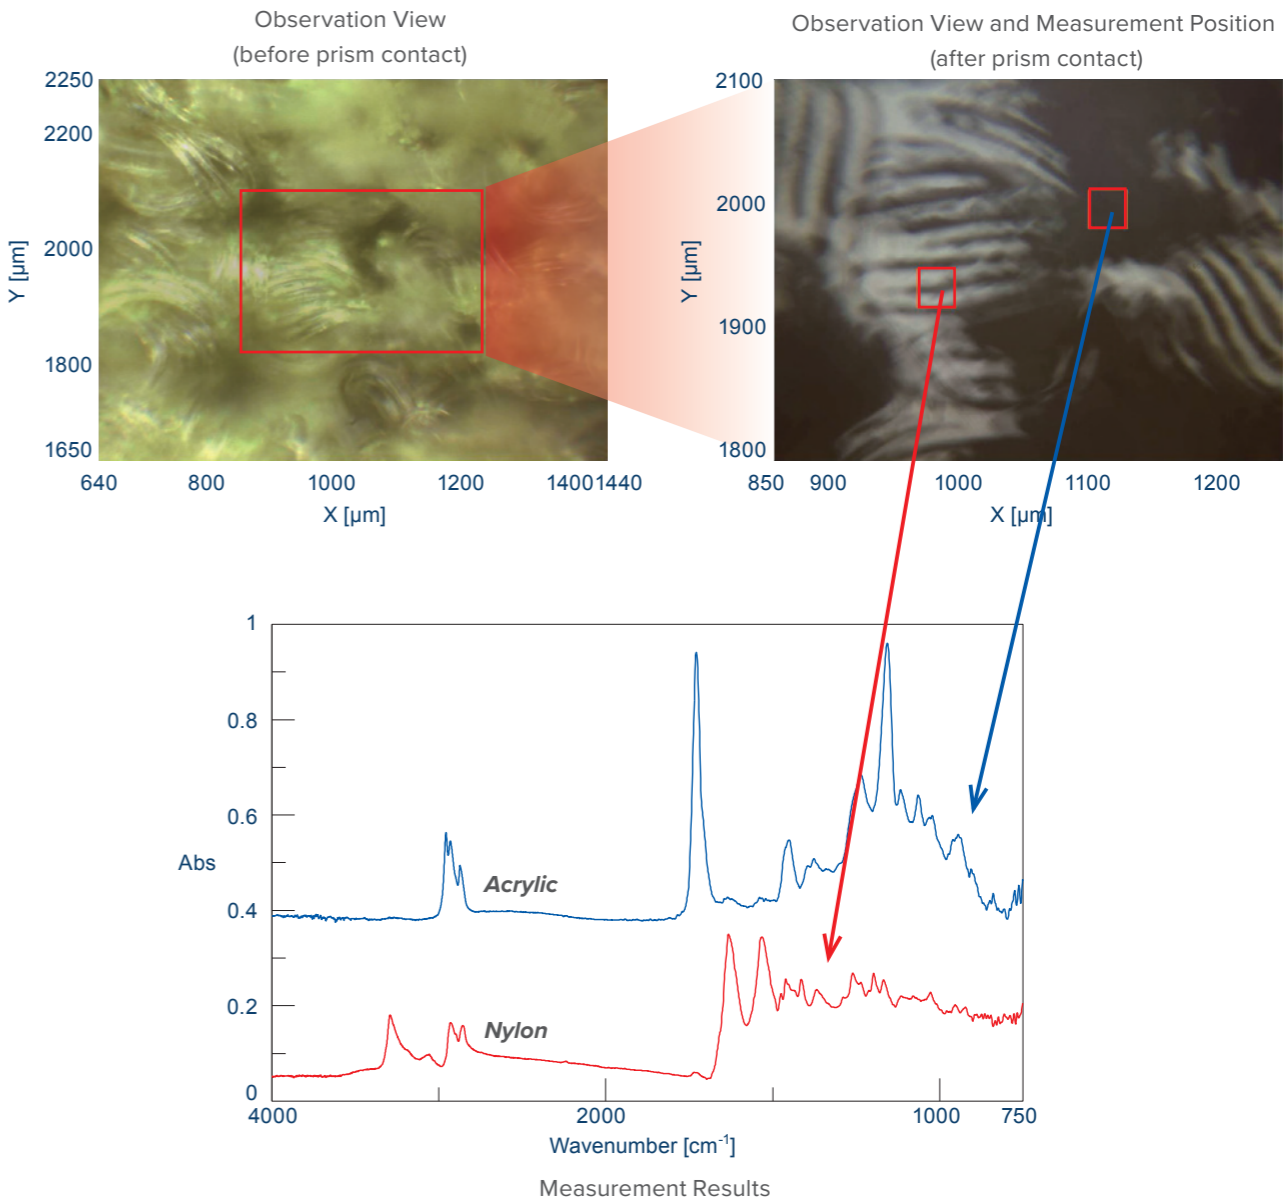 Observation View
(before prism contact)
Observation View and Measurement Position
(after prism contact)
2250
2200
2000
1800
1650
Y [µm]
640 800 1000 1200 1400 1440
X [µm]
2100
2000
1900
1800
Y [µm]
850 900 1000 1100 1200
X [µm]
1
0.8
0.6
0.4
0.2
0
Abs
Acrylic
Nylon
4000 2000 1000 750
Wavenumber [cm⁻¹]
Measurement Results